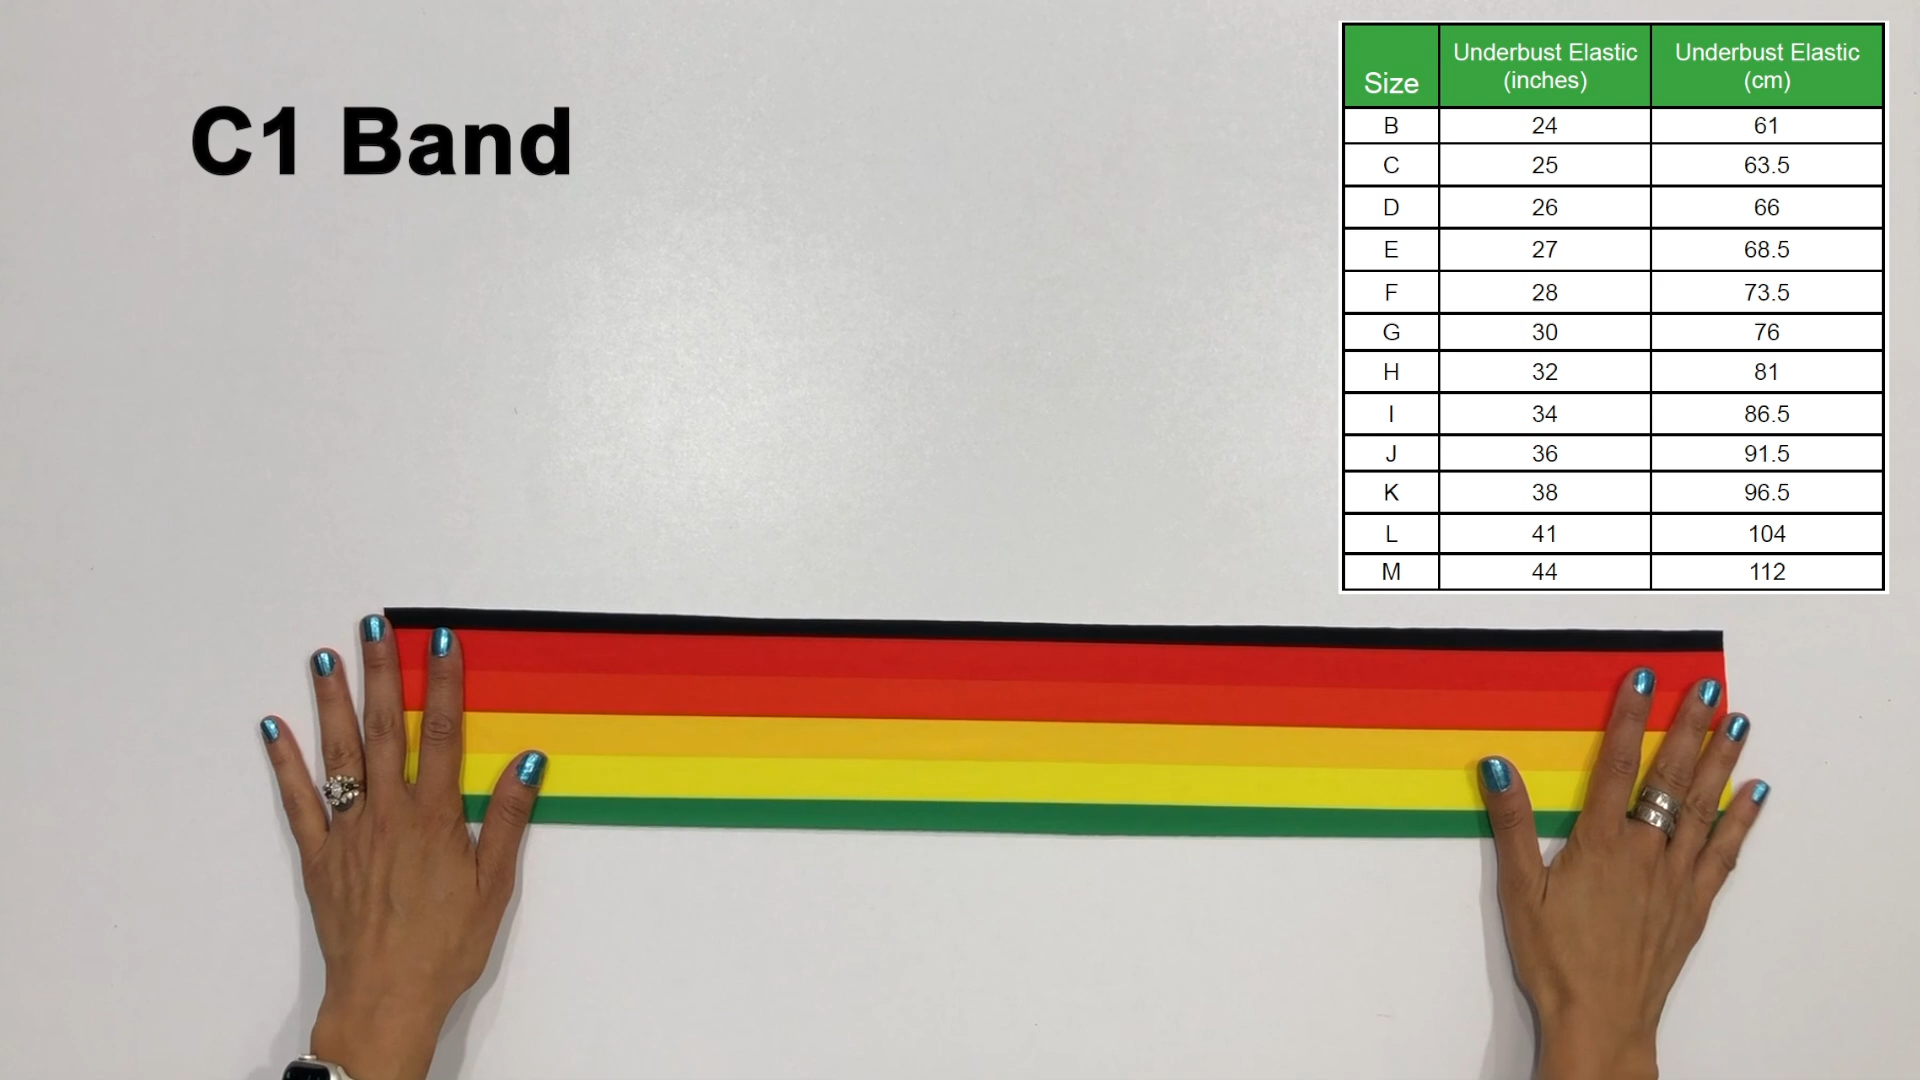 C1 Band
Size Underbust Elastic (inches) Underbust Elastic (cm)
B 24 61
C 25 63.5
D 26 66
E 27 68.5
F 28 73.5
G 30 76
H 32 81
I 34 86.5
J 36 91.5
K 38 96.5
L 41 104
M 44 112